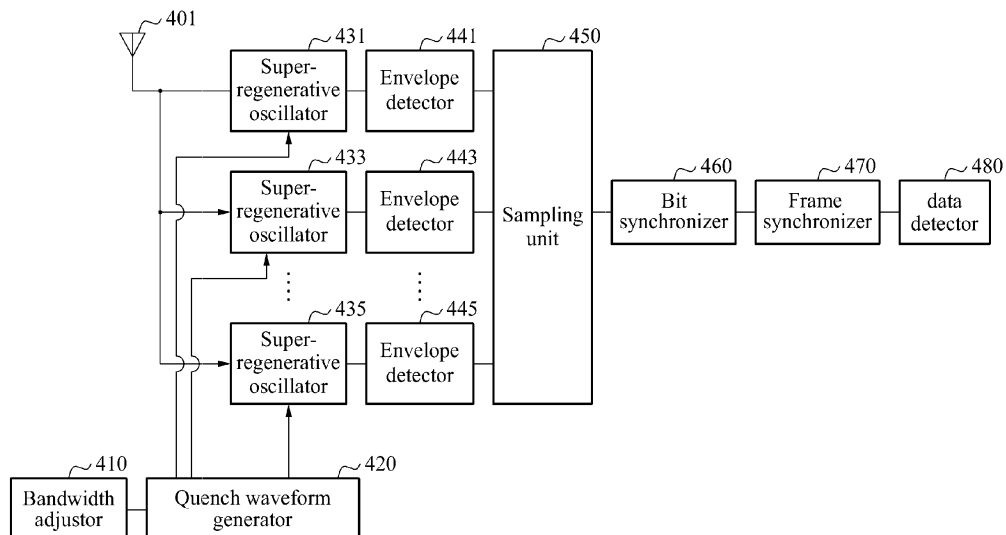 401
431
Super-
regenerative
oscillator
441
Envelope
detector
450
Sampling
unit
433
Super-
regenerative
oscillator
443
Envelope
detector
435
Super-
regenerative
oscillator
445
Envelope
detector
460
Bit
synchronizer
470
Frame
synchronizer
480
data
detector
410
Bandwidth
adjustor
420
Quench waveform
generator